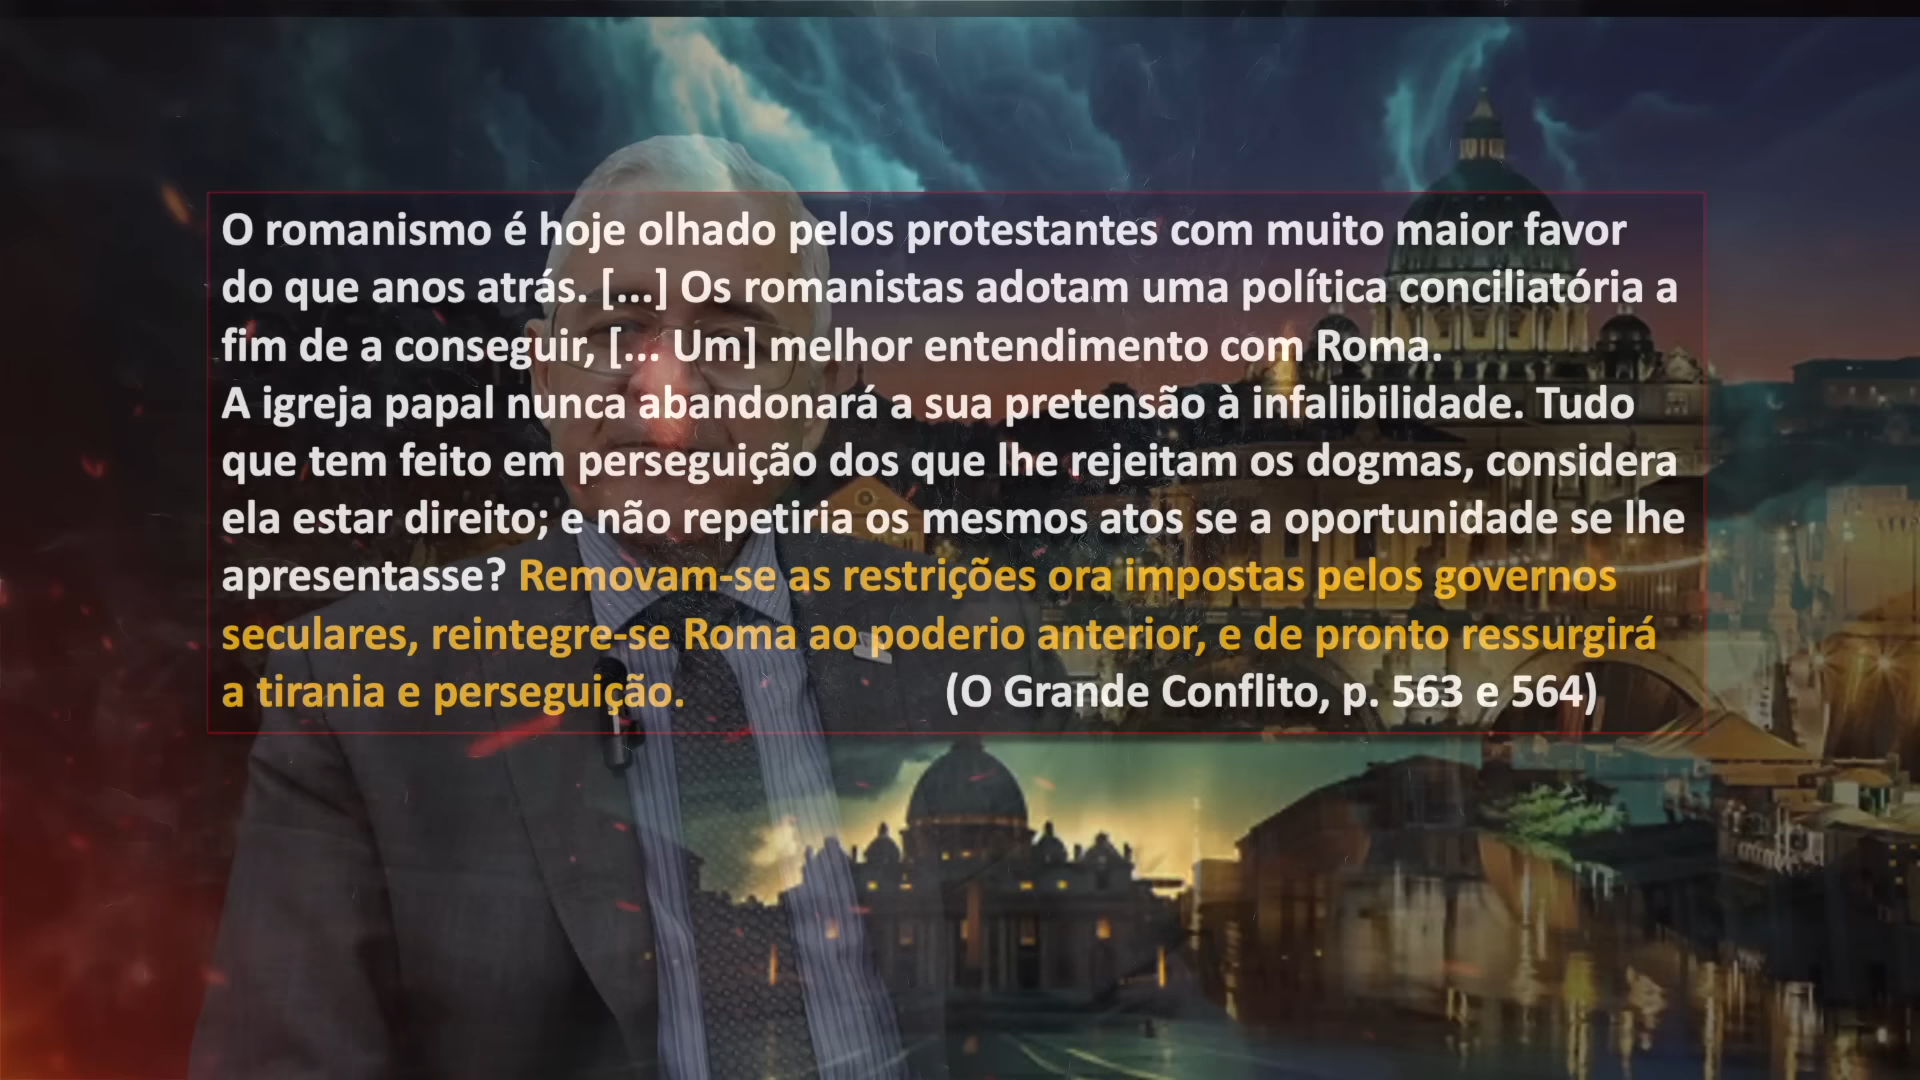 O romanismo é hoje olhado pelos protestantes com muito maior favor
do que anos atrás. [...] Os romanistas adotam uma política conciliatória a
fim de a conseguir, [... Um] melhor entendimento com Roma.
A igreja papal nunca abandonará a sua pretensão à infalibilidade. Tudo
que tem feito em perseguição dos que lhe rejeitam os dogmas, considera
ela estar direito; e não repetiria os mesmos atos se a oportunidade se lhe
apresentasse? Removam-se as restrições ora impostas pelos governos
seculares, reintegre-se Roma ao poderio anterior, e de pronto ressurgirá
a tirania e perseguição. (O Grande Conflito, p. 563 e 564)